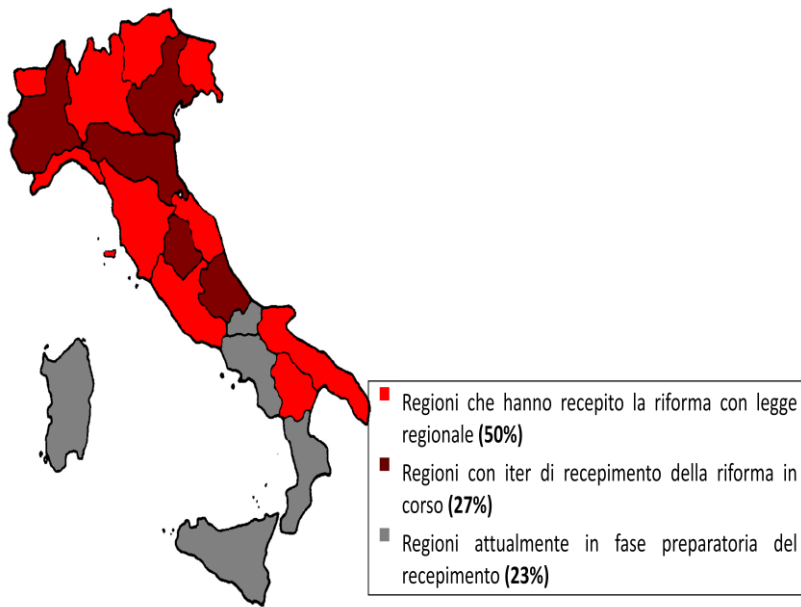 Regioni che hanno recepito la riforma con legge
regionale (50%)
Regioni con iter di recepimento della riforma in
corso (27%)
Regioni attualmente in fase preparatoria del
recepimento (23%)